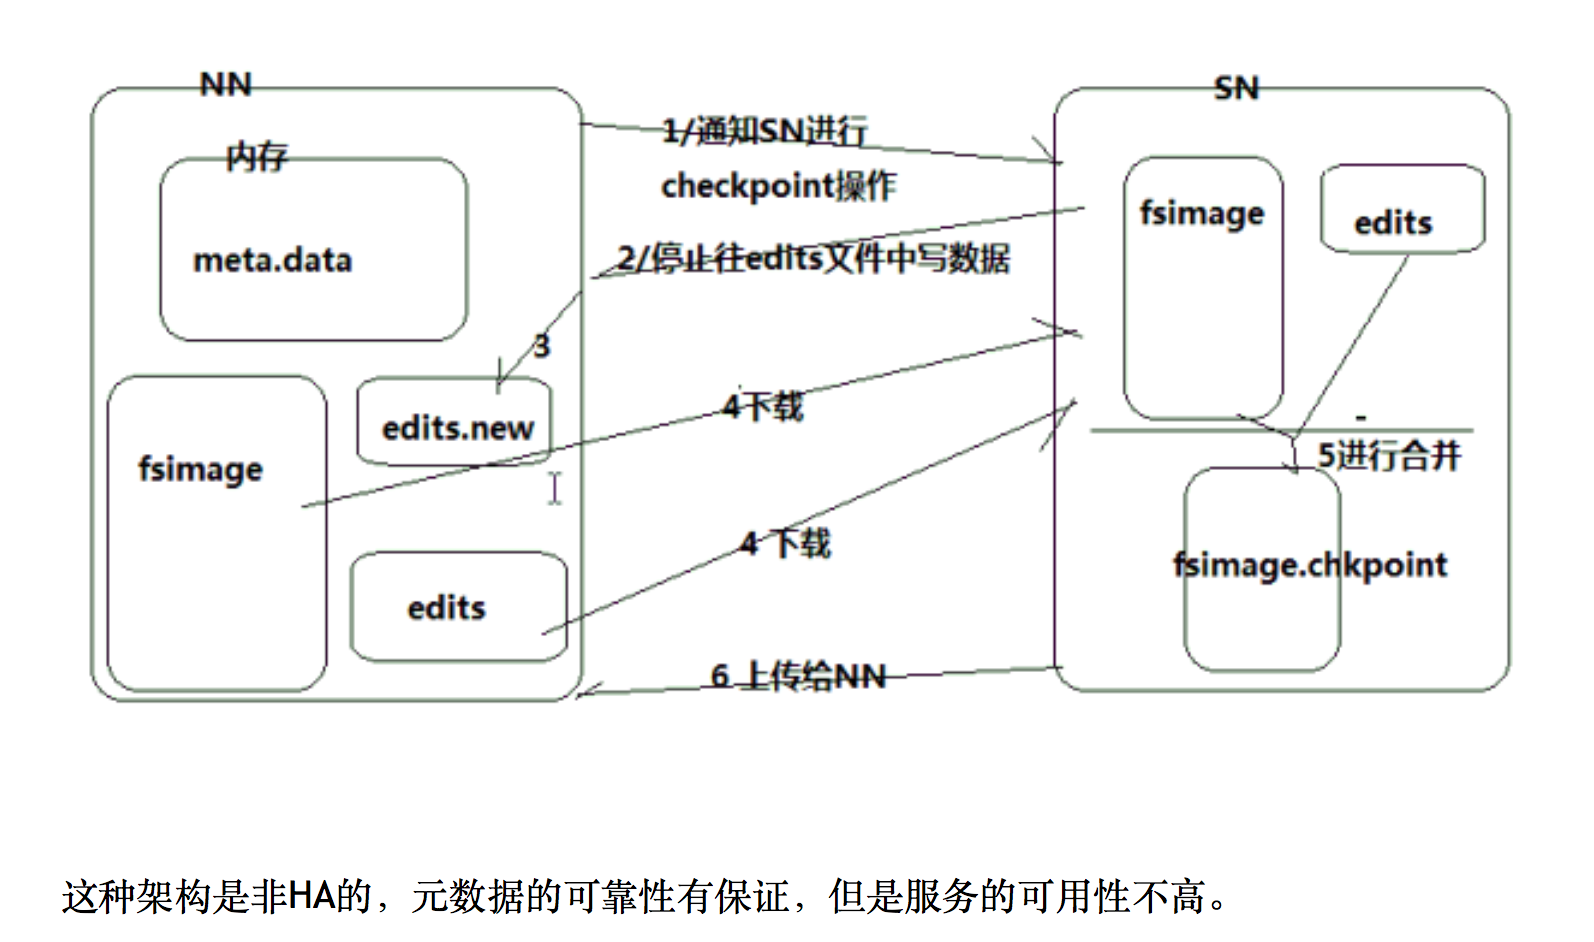 NN
SN
内存
1/通知SN进行
checkpoint操作
fsimage
edits
meta.data
2/停止往edits文件中写数据
3
edits.new
4下载
fsimage
-
5进行合并
4 下载
fsimage.chkpoint
edits
6 上传给NN
这种架构是非HA的，元数据的可靠性有保证，但是服务的可用性不高。